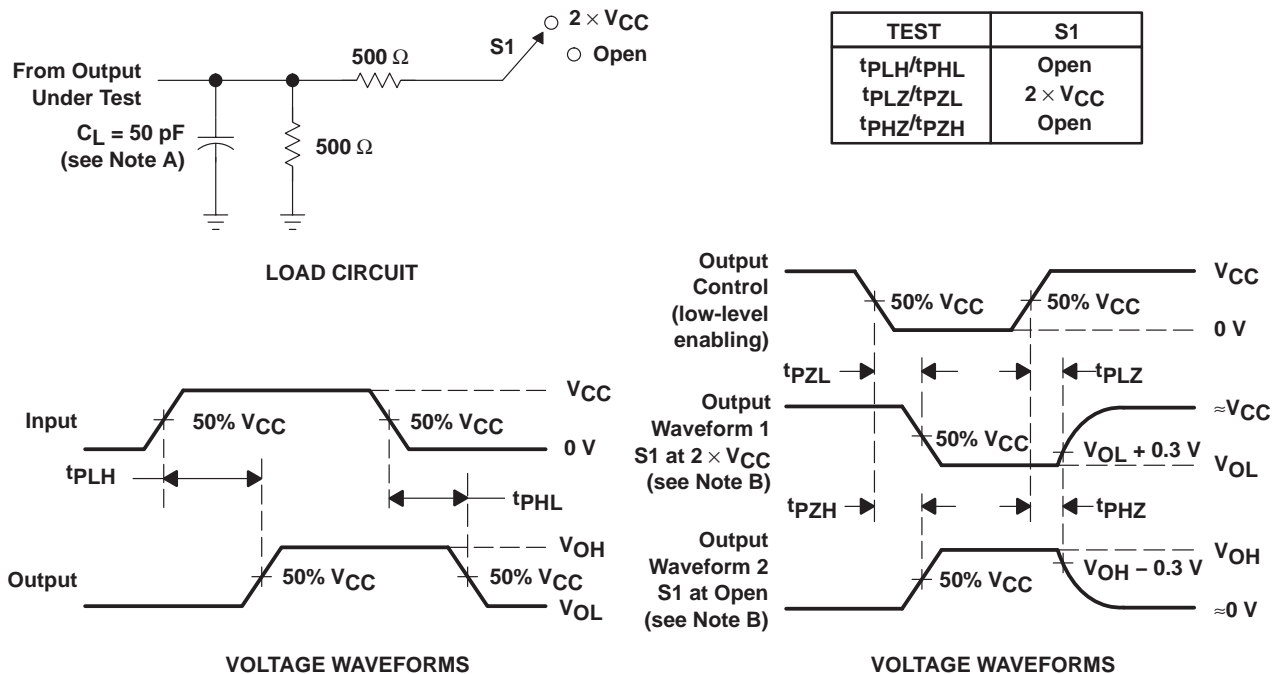 From Output
Under Test
CL = 50 pF
(see Note A)
500 Ω
500 Ω
S1
2 × VCC
Open
LOAD CIRCUIT
TEST S1
tPLH/tPHL Open
tPLZ/tPZL 2 × VCC
tPHZ/tPZH Open
Input
50% VCC
50% VCC
VCC
0 V
tPLH
tPHL
Output
50% VCC
50% VCC
VOH
VOL
VOLTAGE WAVEFORMS
Output
Control
(low-level
enabling)
50% VCC
50% VCC
VCC
0 V
tPZL
tPLZ
Output
Waveform 1
S1 at 2 × VCC
(see Note B)
50% VCC
VOL + 0.3 V
≈VCC
VOL
tPZH
tPHZ
Output
Waveform 2
S1 at Open
(see Note B)
50% VCC
VOH − 0.3 V
VOH
≈0 V
VOLTAGE WAVEFORMS